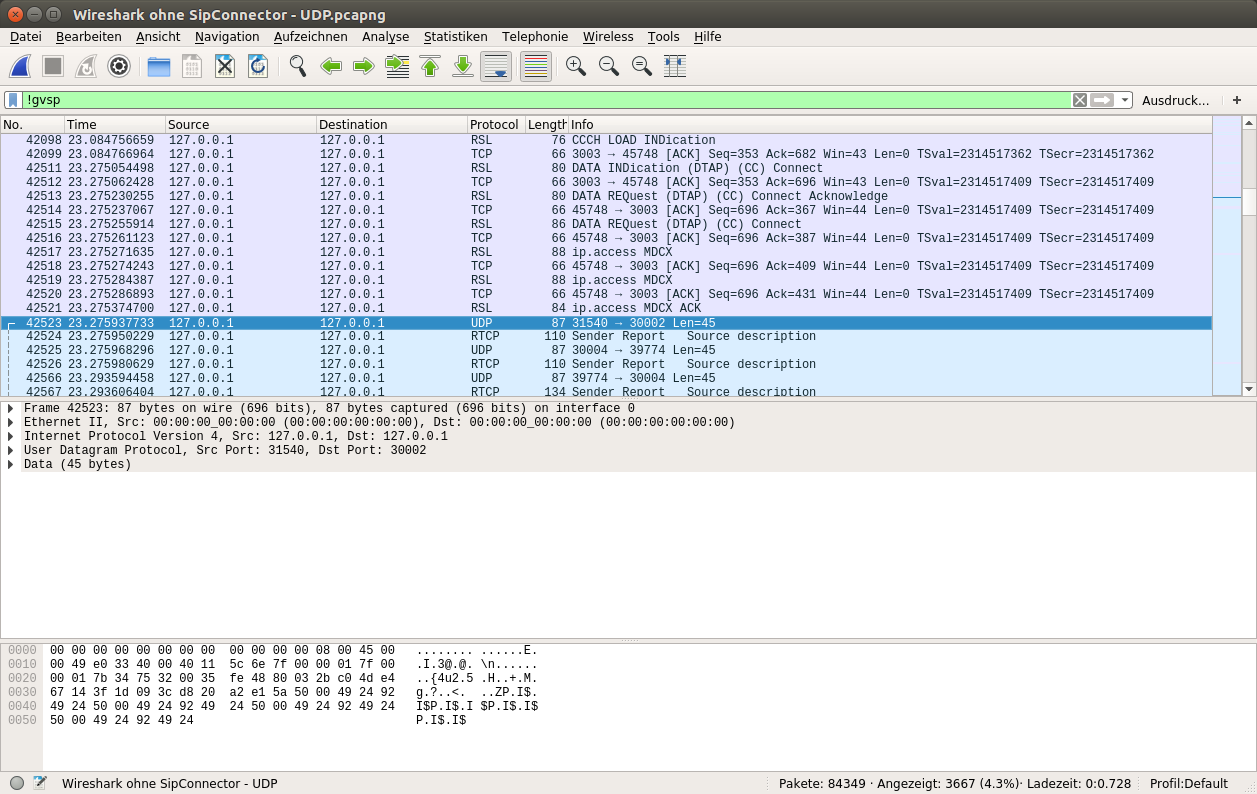 Wireshark ohne SipConnector - UDP.pcapng
Datei Bearbeiten Ansicht Navigation Aufzeichnen Analyse Statistiken Telephonie Wireless Tools Hilfe
!gvsp Ausdruck... +
No. Time Source Destination Protocol Length Info
42098 23.084756659 127.0.0.1 127.0.0.1 RSL 76 CCCH LOAD INDication
42099 23.084766964 127.0.0.1 127.0.0.1 TCP 66 3003 → 45748 [ACK] Seq=353 Ack=682 Win=43 Len=0 TSval=2314517362 TSecr=2314517362
42511 23.275054498 127.0.0.1 127.0.0.1 RSL 80 DATA INDication (DTAP) (CC) Connect
42512 23.275062428 127.0.0.1 127.0.0.1 TCP 66 3003 → 45748 [ACK] Seq=353 Ack=696 Win=43 Len=0 TSval=2314517409 TSecr=2314517409
42513 23.275230255 127.0.0.1 127.0.0.1 RSL 80 DATA REQuest (DTAP) (CC) Connect Acknowledge
42514 23.275237067 127.0.0.1 127.0.0.1 TCP 66 45748 → 3003 [ACK] Seq=696 Ack=367 Win=44 Len=0 TSval=2314517409 TSecr=2314517409
42515 23.275255914 127.0.0.1 127.0.0.1 RSL 86 DATA REQuest (DTAP) (CC) Connect
42516 23.275261123 127.0.0.1 127.0.0.1 TCP 66 45748 → 3003 [ACK] Seq=696 Ack=387 Win=44 Len=0 TSval=2314517409 TSecr=2314517409
42517 23.275271635 127.0.0.1 127.0.0.1 RSL 88 ip.access MDCX
42518 23.275274243 127.0.0.1 127.0.0.1 TCP 66 45748 → 3003 [ACK] Seq=696 Ack=409 Win=44 Len=0 TSval=2314517409 TSecr=2314517409
42519 23.275284387 127.0.0.1 127.0.0.1 RSL 88 ip.access MDCX
42520 23.275286893 127.0.0.1 127.0.0.1 TCP 66 45748 → 3003 [ACK] Seq=696 Ack=431 Win=44 Len=0 TSval=2314517409 TSecr=2314517409
42521 23.275374700 127.0.0.1 127.0.0.1 RSL 84 ip.access MDCX ACK
42523 23.275937733 127.0.0.1 127.0.0.1 UDP 87 31540 → 30002 Len=45
42524 23.275950229 127.0.0.1 127.0.0.1 RTCP 110 Sender Report Source description
42525 23.275968296 127.0.0.1 127.0.0.1 UDP 87 30004 → 39774 Len=45
42526 23.275980629 127.0.0.1 127.0.0.1 RTCP 110 Sender Report Source description
42566 23.293594458 127.0.0.1 127.0.0.1 UDP 87 39774 → 30004 Len=45
42567 23.293606404 127.0.0.1 127.0.0.1 RTCP 134 Sender Report Source description
Frame 42523: 87 bytes on wire (696 bits), 87 bytes captured (696 bits) on interface 0
Ethernet II, Src: 00:00:00_00:00:00 (00:00:00:00:00:00), Dst: 00:00:00_00:00:00 (00:00:00:00:00:00)
Internet Protocol Version 4, Src: 127.0.0.1, Dst: 127.0.0.1
User Datagram Protocol, Src Port: 31540, Dst Port: 30002
Data (45 bytes)
0000 00 00 00 00 00 00 00 00 00 00 00 00 08 00 45 00 ........ ......E.
0010 00 49 e0 33 40 00 40 11 5c 6e 7f 00 00 01 7f 00 .I.3@.@. \n......
0020 00 01 7b 34 75 32 00 35 fe 48 80 03 2b c0 4d e4 ..{4u2.5 .H..+.M.
0030 67 14 3f 1d 09 3c d8 20 a2 e1 5a 50 00 49 24 92 g.?..<. ..ZP.I$.
0040 49 24 50 00 49 24 92 49 24 50 00 49 24 92 49 24 I$P.I$.I $P.I$.I$
0050 50 00 49 24 92 49 24 P.I$.I$
Wireshark ohne SipConnector - UDP Pakete: 84349 · Angezeigt: 3667 (4.3%) · Ladezeit: 0:0.728 Profil:Default